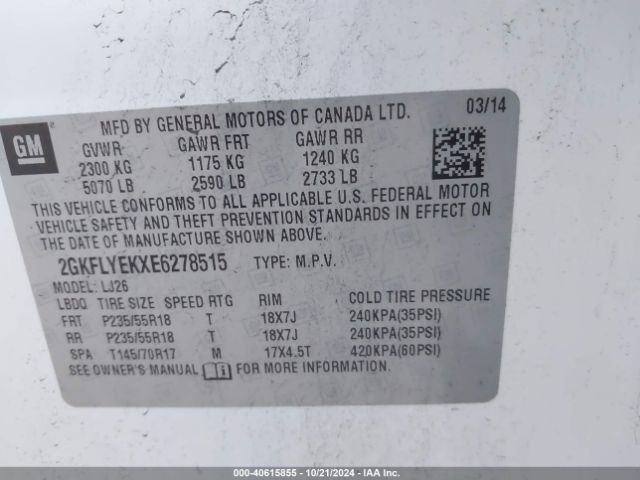 GM
MFD BY GENERAL MOTORS OF CANADA LTD. 03/14
GVWR GAWR FRT GAWR RR
2300 KG 1175 KG 1240 KG
5070 LB 2590 LB 2733 LB
THIS VEHICLE CONFORMS TO ALL APPLICABLE U.S. FEDERAL MOTOR
VEHICLE SAFETY AND THEFT PREVENTION STANDARDS IN EFFECT ON
THE DATE OF MANUFACTURE SHOWN ABOVE.
2GKFLYEKXE6278515 TYPE: M.P.V.
MODEL: LJ26
LBDQ TIRE SIZE SPEED RTG RIM COLD TIRE PRESSURE
FRT P235/55R18 T 18X7J 240KPA(35PSI)
RR P235/55R18 T 18X7J 240KPA(35PSI)
SPA T145/70R17 M 17X4.5T 420KPA(60PSI)
SEE OWNER'S MANUAL FOR MORE INFORMATION.
000-40615855 - 10/21/2024 - IAA Inc.